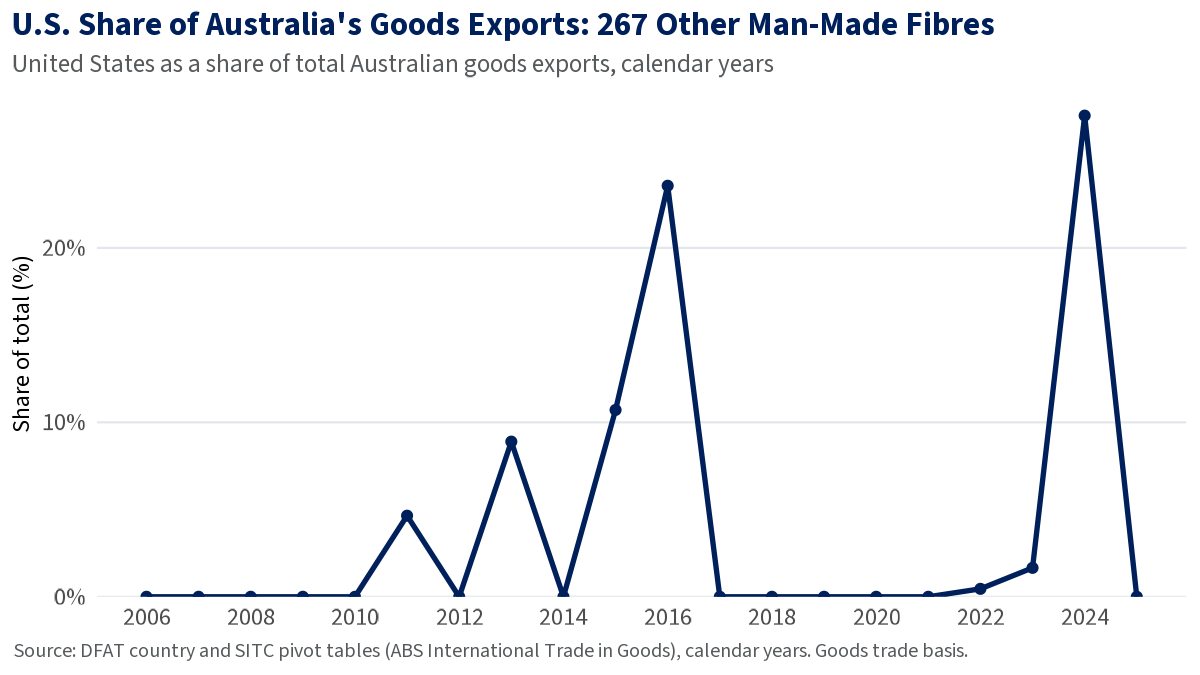 U.S. Share of Australia's Goods Exports: 267 Other Man-Made Fibres
United States as a share of total Australian goods exports, calendar years
Share of total (%)
20%
10%
0%
2006 2008 2010 2012 2014 2016 2018 2020 2022 2024
Source: DFAT country and SITC pivot tables (ABS International Trade in Goods), calendar years. Goods trade basis.